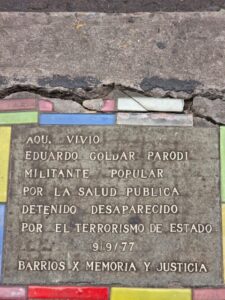 AQUI VIVIO
EDUARDO GOLDAR PARODI
MILITANTE POPULAR
POR LA SALUD PUBLICA
DETENIDO DESAPARECIDO
POR EL TERRORISMO DE ESTADO
9/9/77
BARRIOS X MEMORIA Y JUSTICIA